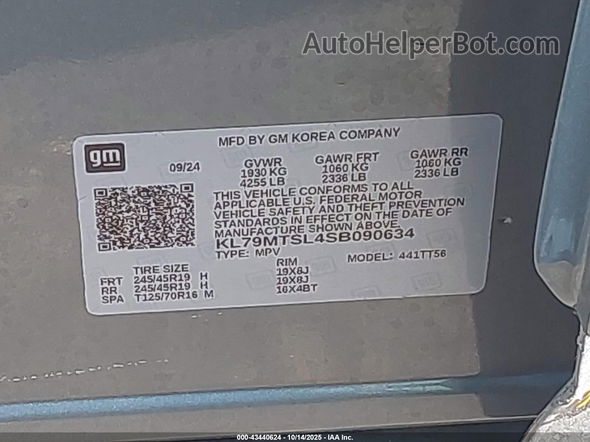 AutoHelperBot.com
MFD BY GM KOREA COMPANY
gm
09/24
GVWR GAWR FRT GAWR RR
1930 KG 1060 KG 1060 KG
4255 LB 2336 LB 2336 LB
THIS VEHICLE CONFORMS TO ALL
APPLICABLE U.S. FEDERAL MOTOR
VEHICLE SAFETY AND THEFT PREVENTION
STANDARDS IN EFFECT ON THE DATE OF
MANUFACTURE SHOWN ABOVE.
KL79MTSL4SB090634
TYPE: MPV MODEL: 441TT56
TIRE SIZE RIM
FRT 245/45R19 H 19X8J
RR 245/45R19 H 19X8J
SPA T125/70R16 M 16X4BT
000-43440624 - 10/14/2025 - IAA Inc.